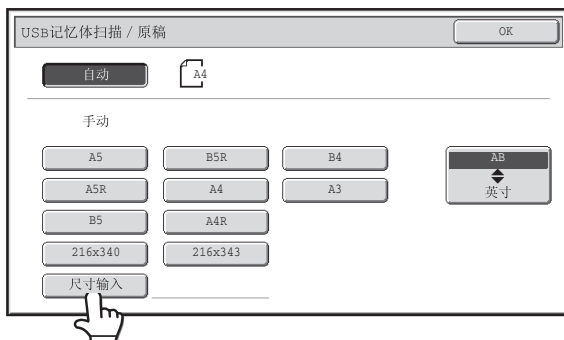 USB记忆体扫描 / 原稿 OK
自动 A4
手动
A5 B5R B4 AB
A5R A4 A3 英寸
B5 A4R
216x340 216x343
尺寸输入